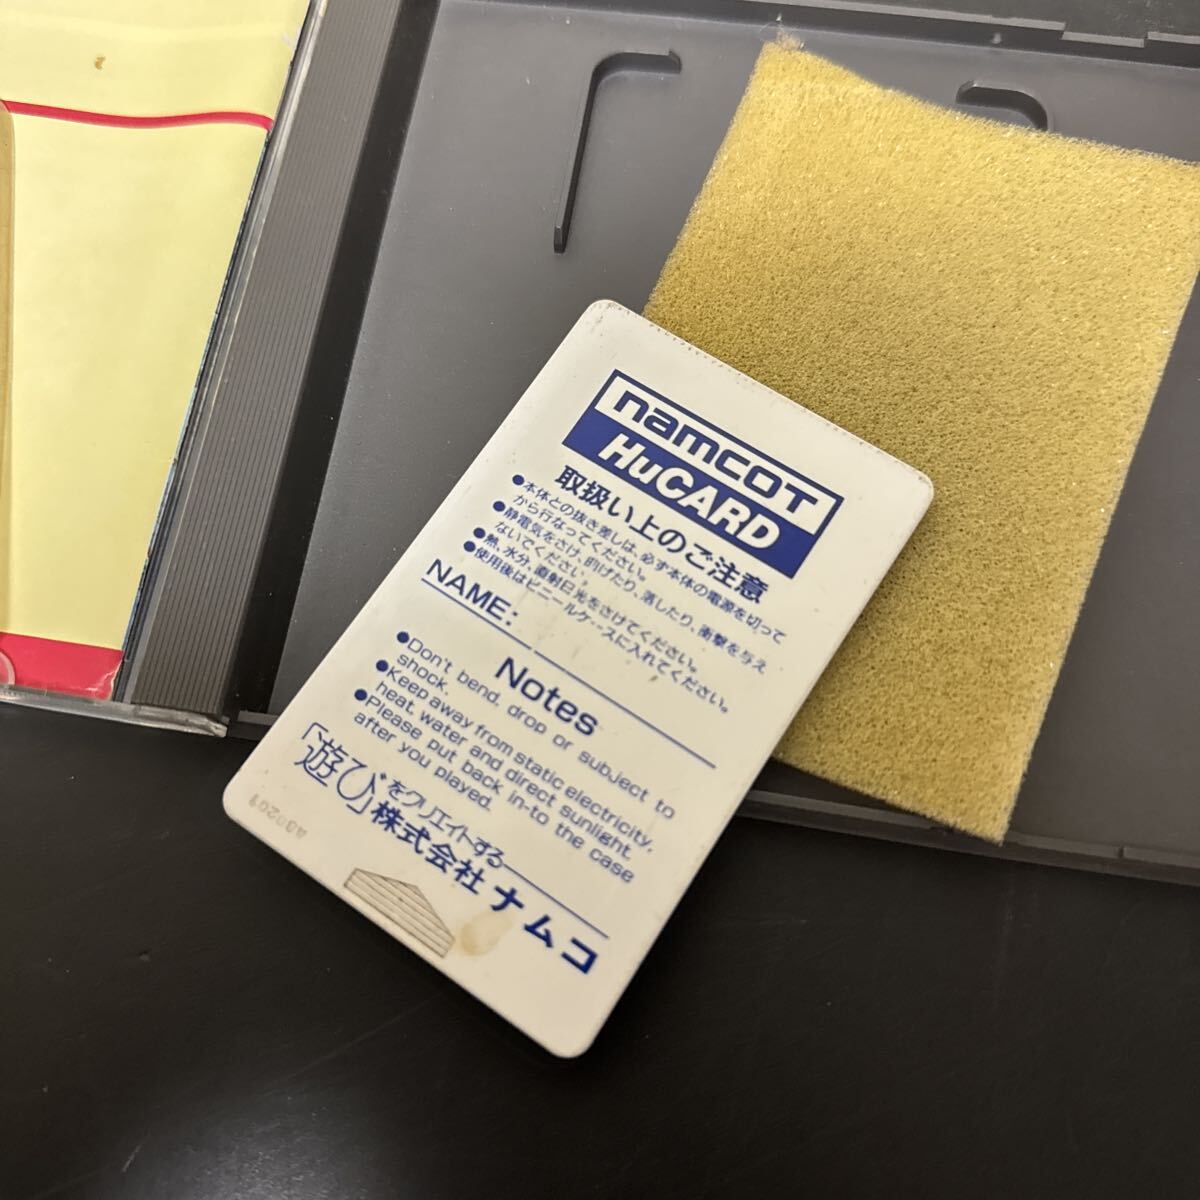 namcot
HuCARD
取扱い上のご注意
●本体との抜き差しは、必ず本体の電源を切って
から行なってください。
●静電気をさけ、曲げたり、落したり、衝撃を与え
ないでください。
●熱、水分、直射日光をさけてください。
●使用後はビニールケースに入れてください。
NAME:
Notes
●Don't bend, drop or subject to
shock.
●Keep away from static electricity,
heat, water and direct sunlight.
●Please put back in-to the case
after you played.
「遊び」をクリエイトする
株式会社ナムコ